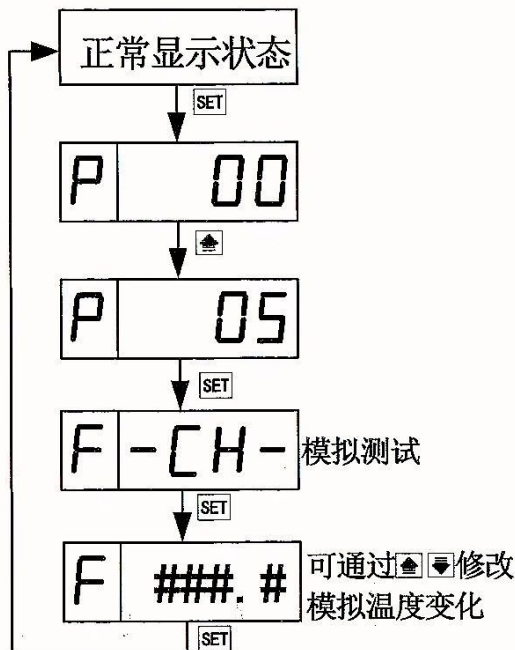 正常显示状态
SET
P 00
P 05
SET
F -CH- 模拟测试
SET
F ###.# 可通过修改
模拟温度变化
SET